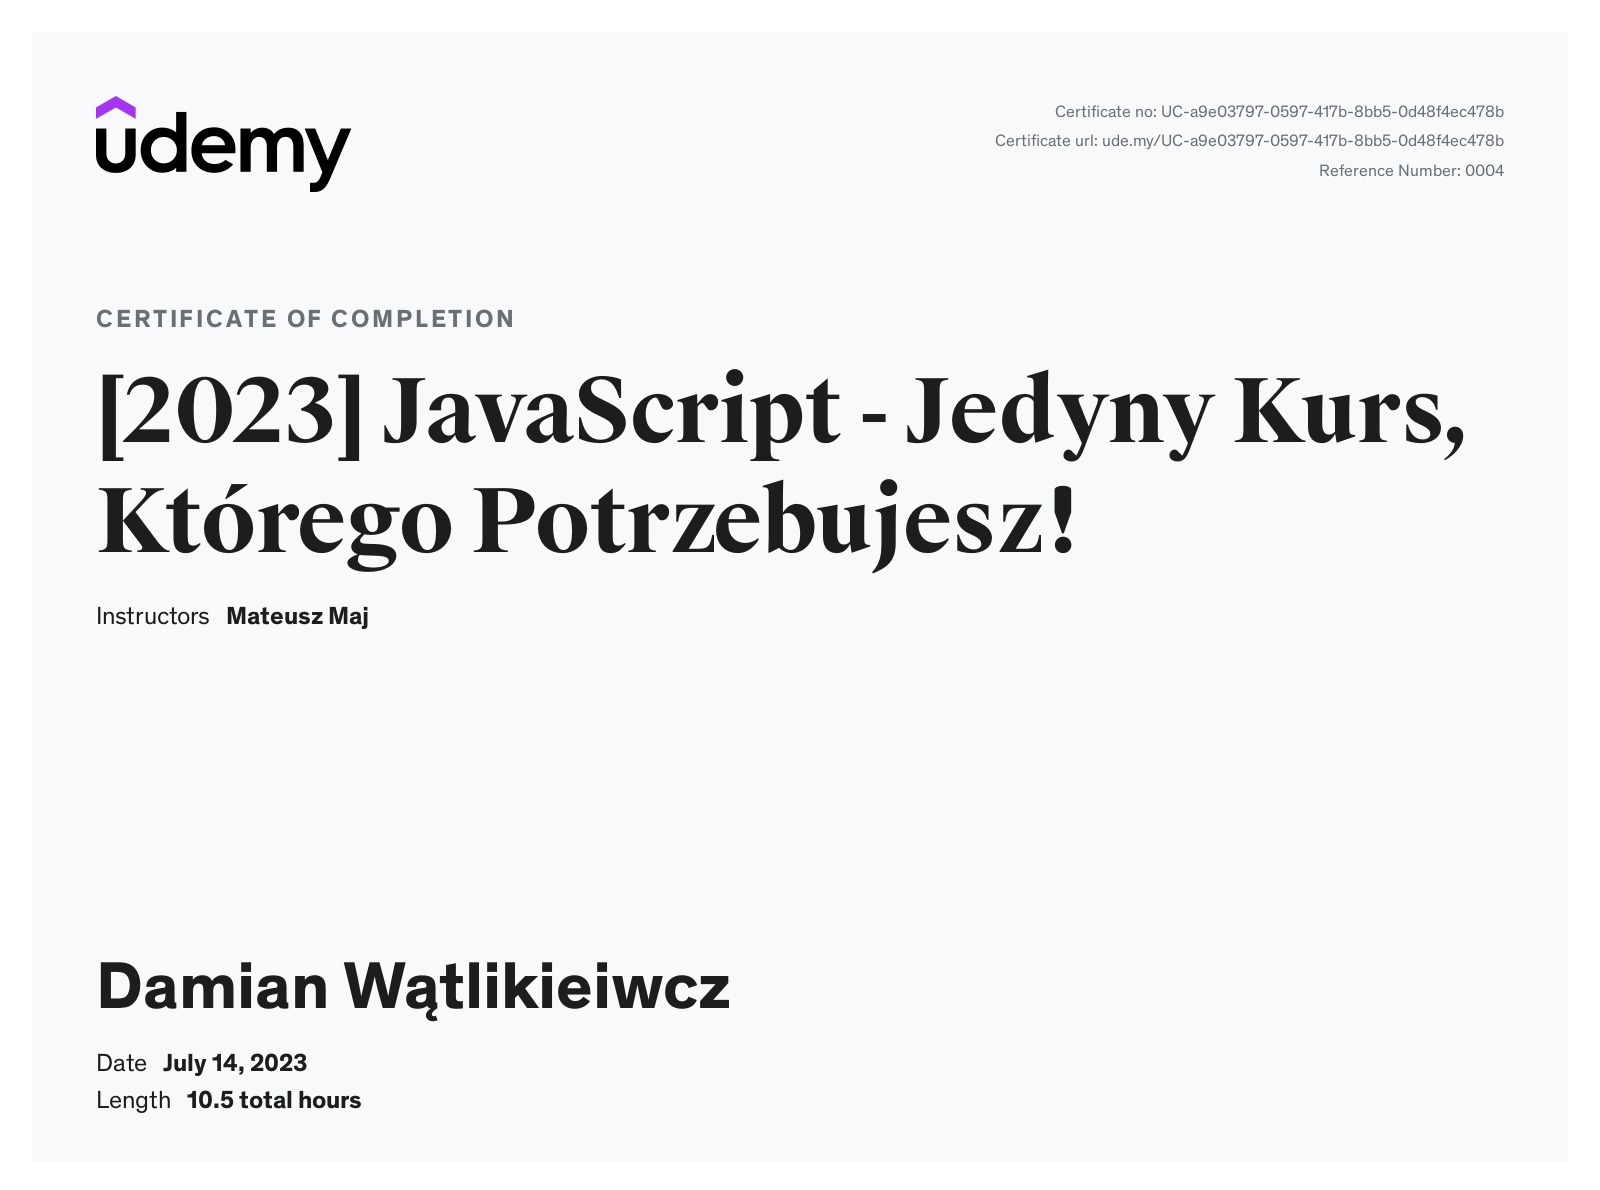 udemy
Certificate no: UC-a9e03797-0597-417b-8bb5-0d48f4ec478b
Certificate url: ude.my/UC-a9e03797-0597-417b-8bb5-0d48f4ec478b
Reference Number: 0004
CERTIFICATE OF COMPLETION
[2023] JavaScript - Jedyny Kurs,
Którego Potrzebujesz!
Instructors Mateusz Maj
Damian Wątlikieiwcz
Date July 14, 2023
Length 10.5 total hours